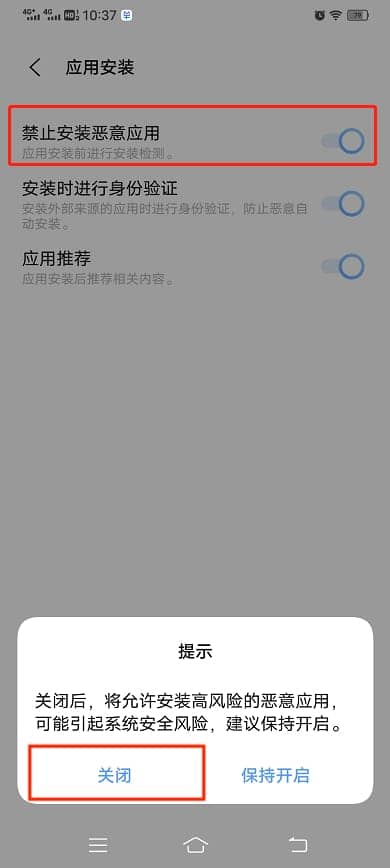 4G+ 4G HD 1 2 10:37
79
应用安装
禁止安装恶意应用
应用安装前进行安装检测。
安装时进行身份验证
安装外部来源的应用时进行身份验证，防止恶意自
动安装。
应用推荐
应用安装后推荐相关内容。
提示
关闭后，将允许安装高风险的恶意应用，
可能引起系统安全风险，建议保持开启。
关闭 保持开启